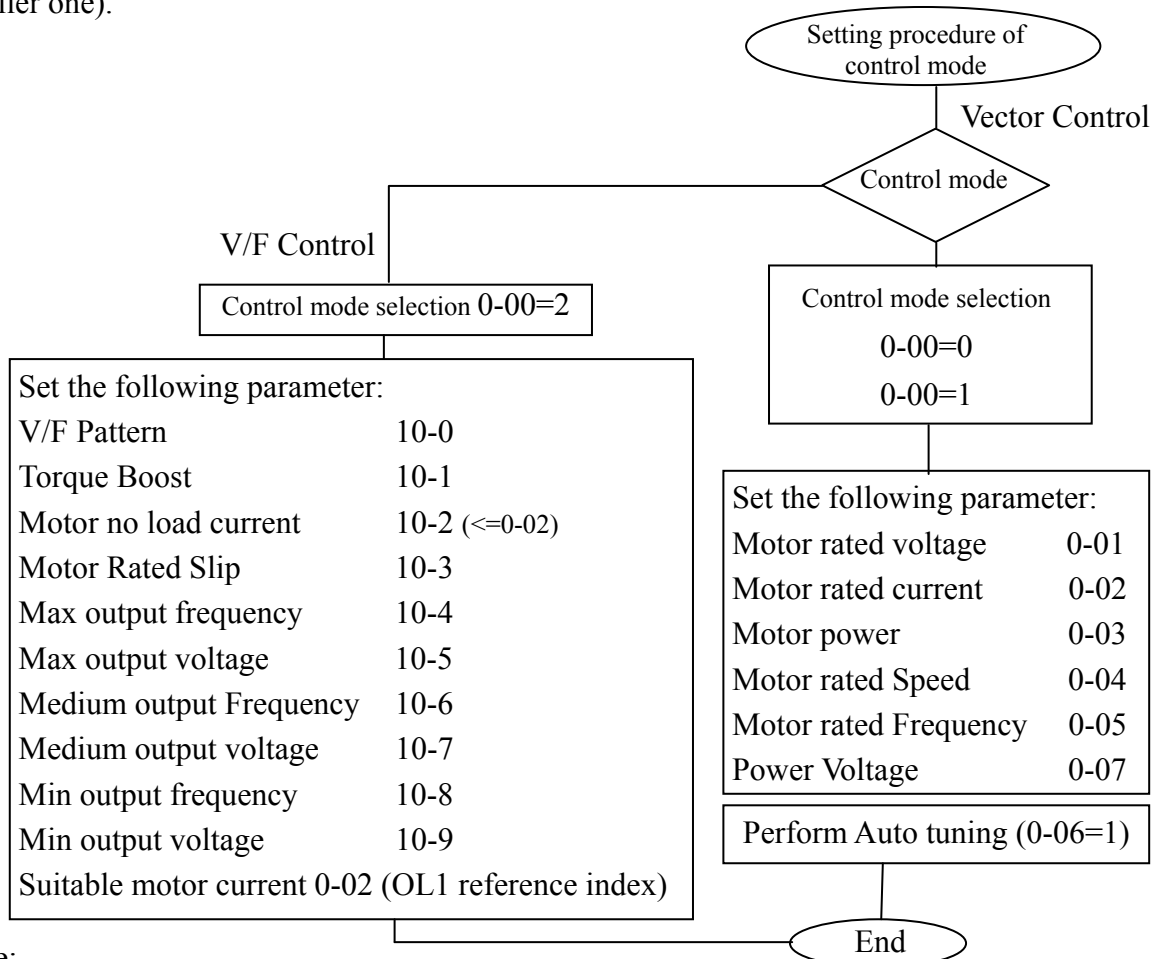 ller one).
Setting procedure of
control mode
Vector Control
Control mode
V/F Control
Control mode selection 0-00=2
Control mode selection
0-00=0
0-00=1
Set the following parameter:
V/F Pattern 10-0
Torque Boost 10-1
Motor no load current 10-2 (<=0-02)
Motor Rated Slip 10-3
Max output frequency 10-4
Max output voltage 10-5
Medium output Frequency 10-6
Medium output voltage 10-7
Min output frequency 10-8
Min output voltage 10-9
Suitable motor current 0-02 (OL1 reference index)
Set the following parameter:
Motor rated voltage 0-01
Motor rated current 0-02
Motor power 0-03
Motor rated Speed 0-04
Motor rated Frequency 0-05
Power Voltage 0-07
Perform Auto tuning (0-06=1)
End